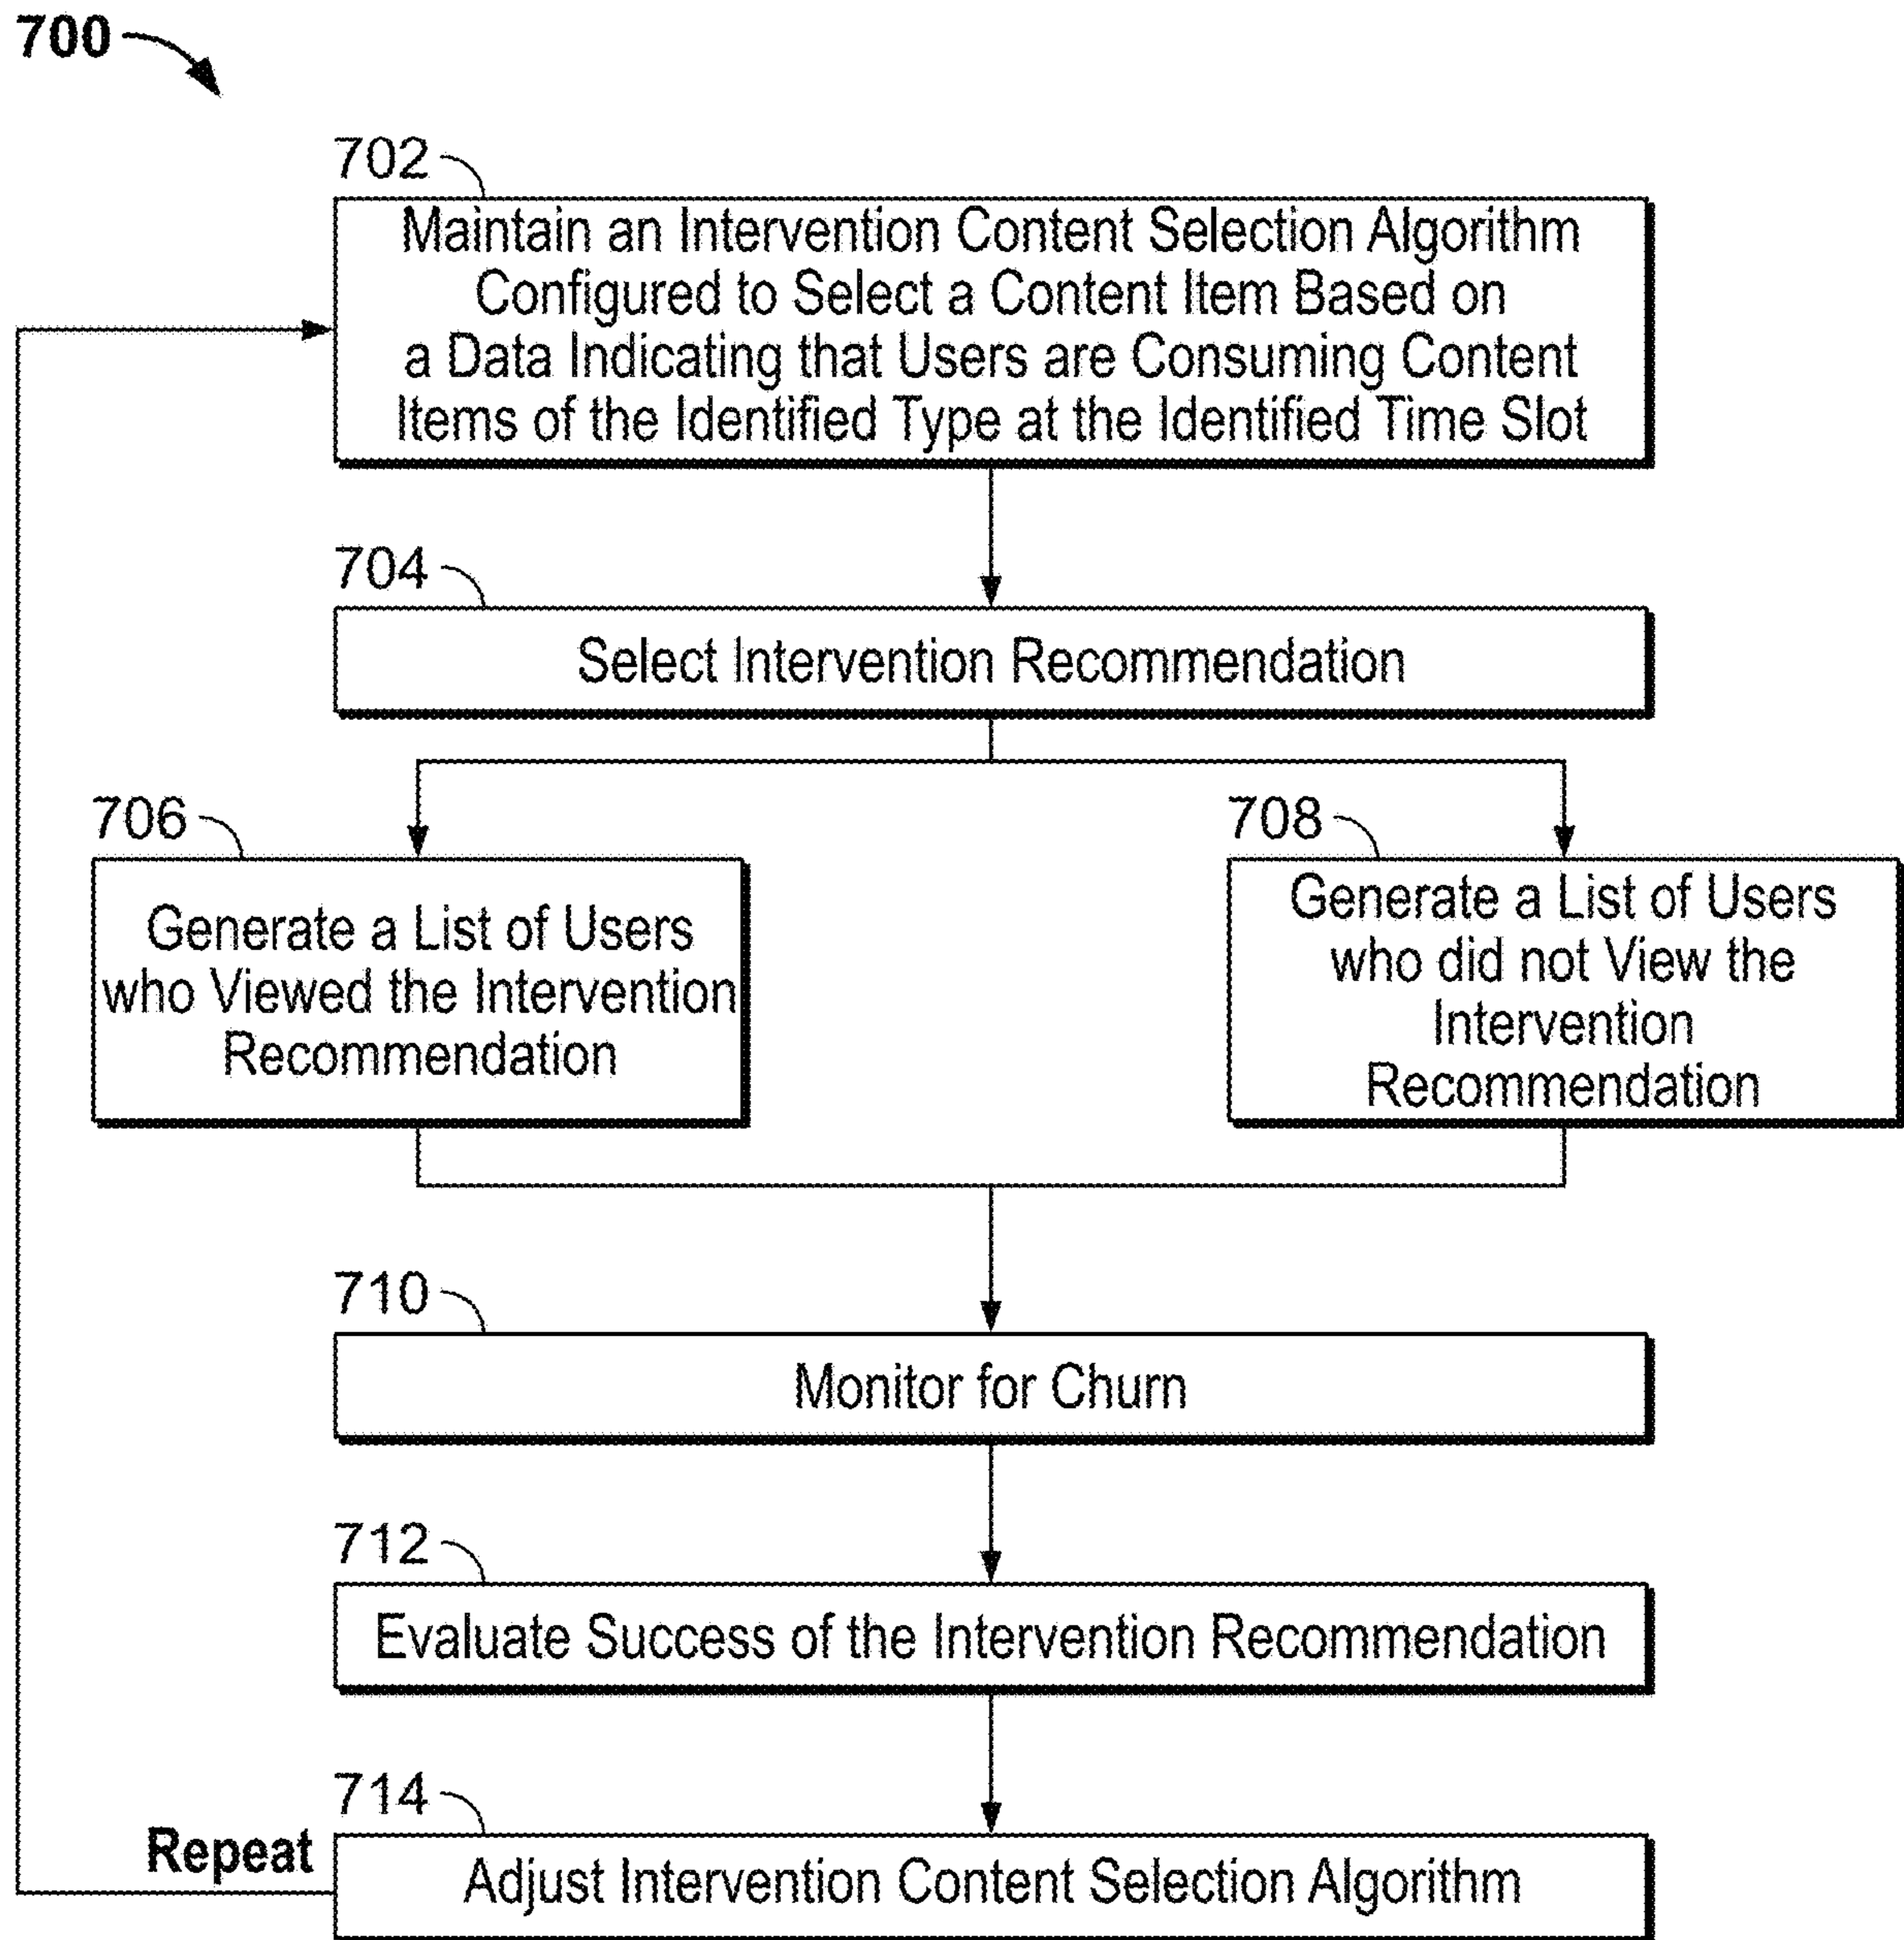 700
702
Maintain an Intervention Content Selection Algorithm
Configured to Select a Content Item Based on
a Data Indicating that Users are Consuming Content
Items of the Identified Type at the Identified Time Slot
704
Select Intervention Recommendation
706
Generate a List of Users
who Viewed the Intervention
Recommendation
708
Generate a List of Users
who did not View the
Intervention
Recommendation
710
Monitor for Churn
712
Evaluate Success of the Intervention Recommendation
714
Repeat
Adjust Intervention Content Selection Algorithm